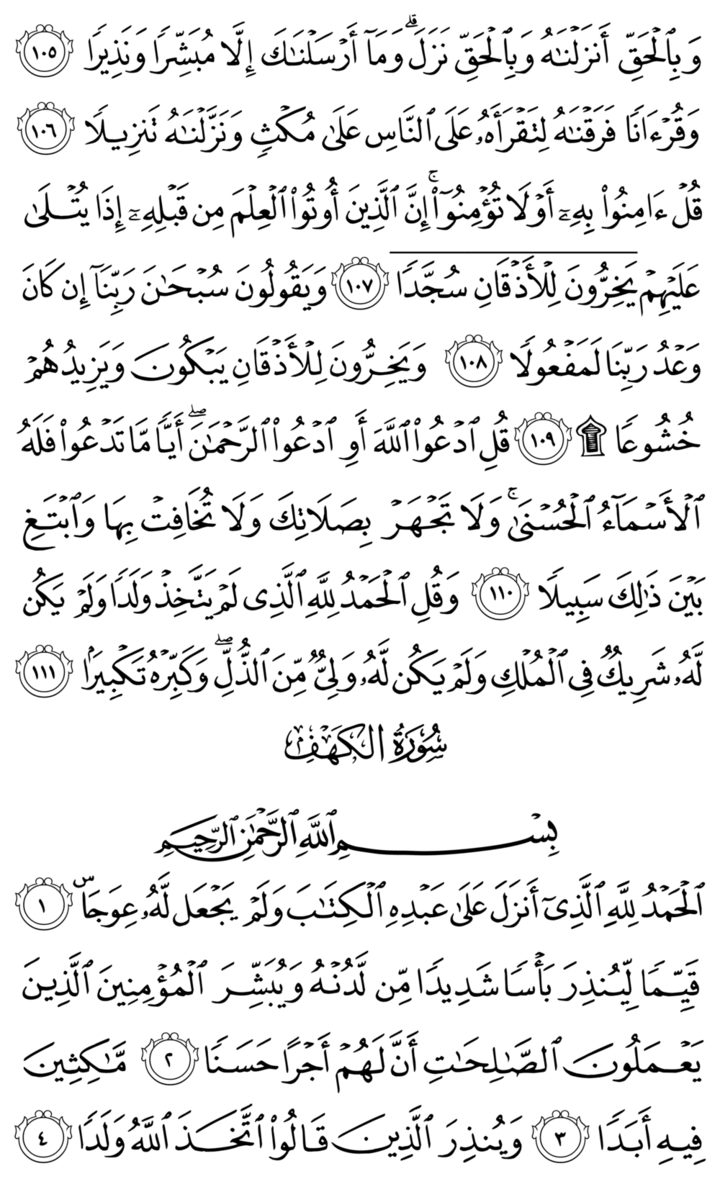 وَبِٱلْحَقِّ أَنزَلْنَٰهُ وَبِٱلْحَقِّ نَزَلَ ۗ وَمَآ أَرْسَلْنَٰكَ إِلَّا مُبَشِّرًا وَنَذِيرًا ١٠٥
وَقُرْءَانًا فَرَقْنَٰهُ لِتَقْرَأَهُۥ عَلَى ٱلنَّاسِ عَلَىٰ مُكْثٍ وَنَزَّلْنَٰهُ تَنزِيلًا ١٠٦
قُلْ ءَامِنُوا۟ بِهِۦٓ أَوْ لَا تُؤْمِنُوٓا۟ ۚ إِنَّ ٱلَّذِينَ أُوتُوا۟ ٱلْعِلْمَ مِن قَبْلِهِۦٓ إِذَا يُتْلَىٰ
عَلَيْهِمْ يَخِرُّونَ لِلْأَذْقَانِ سُجَّدًا ١٠٧ وَيَقُولُونَ سُبْحَٰنَ رَبِّنَآ إِن كَانَ
وَعْدُ رَبِّنَا لَمَفْعُولًا ١٠٨ وَيَخِرُّونَ لِلْأَذْقَانِ يَبْكُونَ وَيَزِيدُهُمْ
خُشُوعًا ۩ ١٠٩ قُلِ ٱدْعُوا۟ ٱللَّهَ أَوِ ٱدْعُوا۟ ٱلرَّحْمَٰنَ ۖ أَيًّا مَّا تَدْعُوا۟ فَلَهُ
ٱلْأَسْمَآءُ ٱلْحُسْنَىٰ ۚ وَلَا تَجْهَرْ بِصَلَاتِكَ وَلَا تُخَافِتْ بِهَا وَٱبْتَغِ
بَيْنَ ذَٰلِكَ سَبِيلًا ١١٠ وَقُلِ ٱلْحَمْدُ لِلَّهِ ٱلَّذِى لَمْ يَتَّخِذْ وَلَدًا وَلَمْ يَكُن
لَّهُۥ شَرِيكٌ فِى ٱلْمُلْكِ وَلَمْ يَكُن لَّهُۥ وَلِىٌّ مِّنَ ٱلذُّلِّ ۖ وَكَبِّرْهُ تَكْبِيرًۢا ١١١
سُورَةُ الكَهْفِ
بِسْمِ ٱللَّهِ ٱلرَّحْمَٰنِ ٱلرَّحِيمِ
ٱلْحَمْدُ لِلَّهِ ٱلَّذِىٓ أَنزَلَ عَلَىٰ عَبْدِهِ ٱلْكِتَٰبَ وَلَمْ يَجْعَل لَّهُۥ عِوَجَاۜ ١
قَيِّمًا لِّيُنذِرَ بَأْسًا شَدِيدًا مِّن لَّدُنْهُ وَيُبَشِّرَ ٱلْمُؤْمِنِينَ ٱلَّذِينَ
يَعْمَلُونَ ٱلصَّٰلِحَٰتِ أَنَّ لَهُمْ أَجْرًا حَسَنًا ٢ مَّٰكِثِينَ
فِيهِ أَبَدًا ٣ وَيُنذِرَ ٱلَّذِينَ قَالُوا۟ ٱتَّخَذَ ٱللَّهُ وَلَدًا ٤